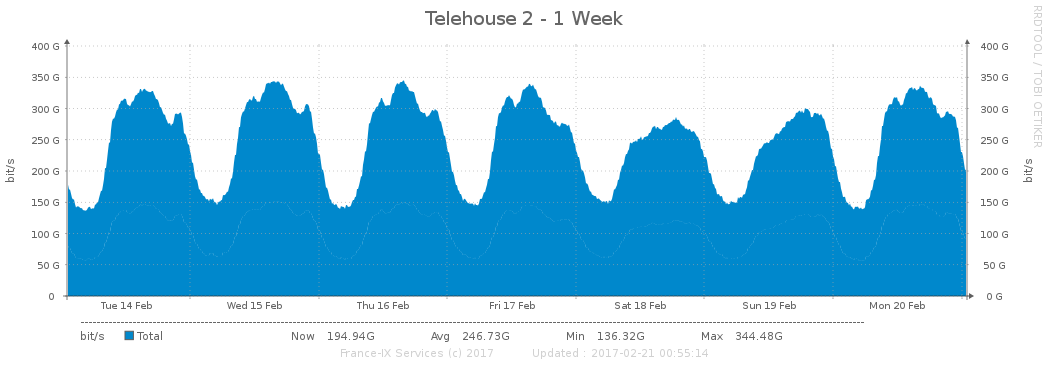 Telehouse 2 - 1 Week
RRDTOOL / TOBI OETIKER
400 G 400 G
350 G 350 G
300 G 300 G
250 G 250 G
200 G 200 G
150 G 150 G
100 G 100 G
50 G 50 G
0 0 G
bit/s bit/s
Tue 14 Feb Wed 15 Feb Thu 16 Feb Fri 17 Feb Sat 18 Feb Sun 19 Feb Mon 20 Feb
bit/s Total Now 194.94G Avg 246.73G Min 136.32G Max 344.48G
France-IX Services (c) 2017 Updated : 2017-02-21 00:55:14